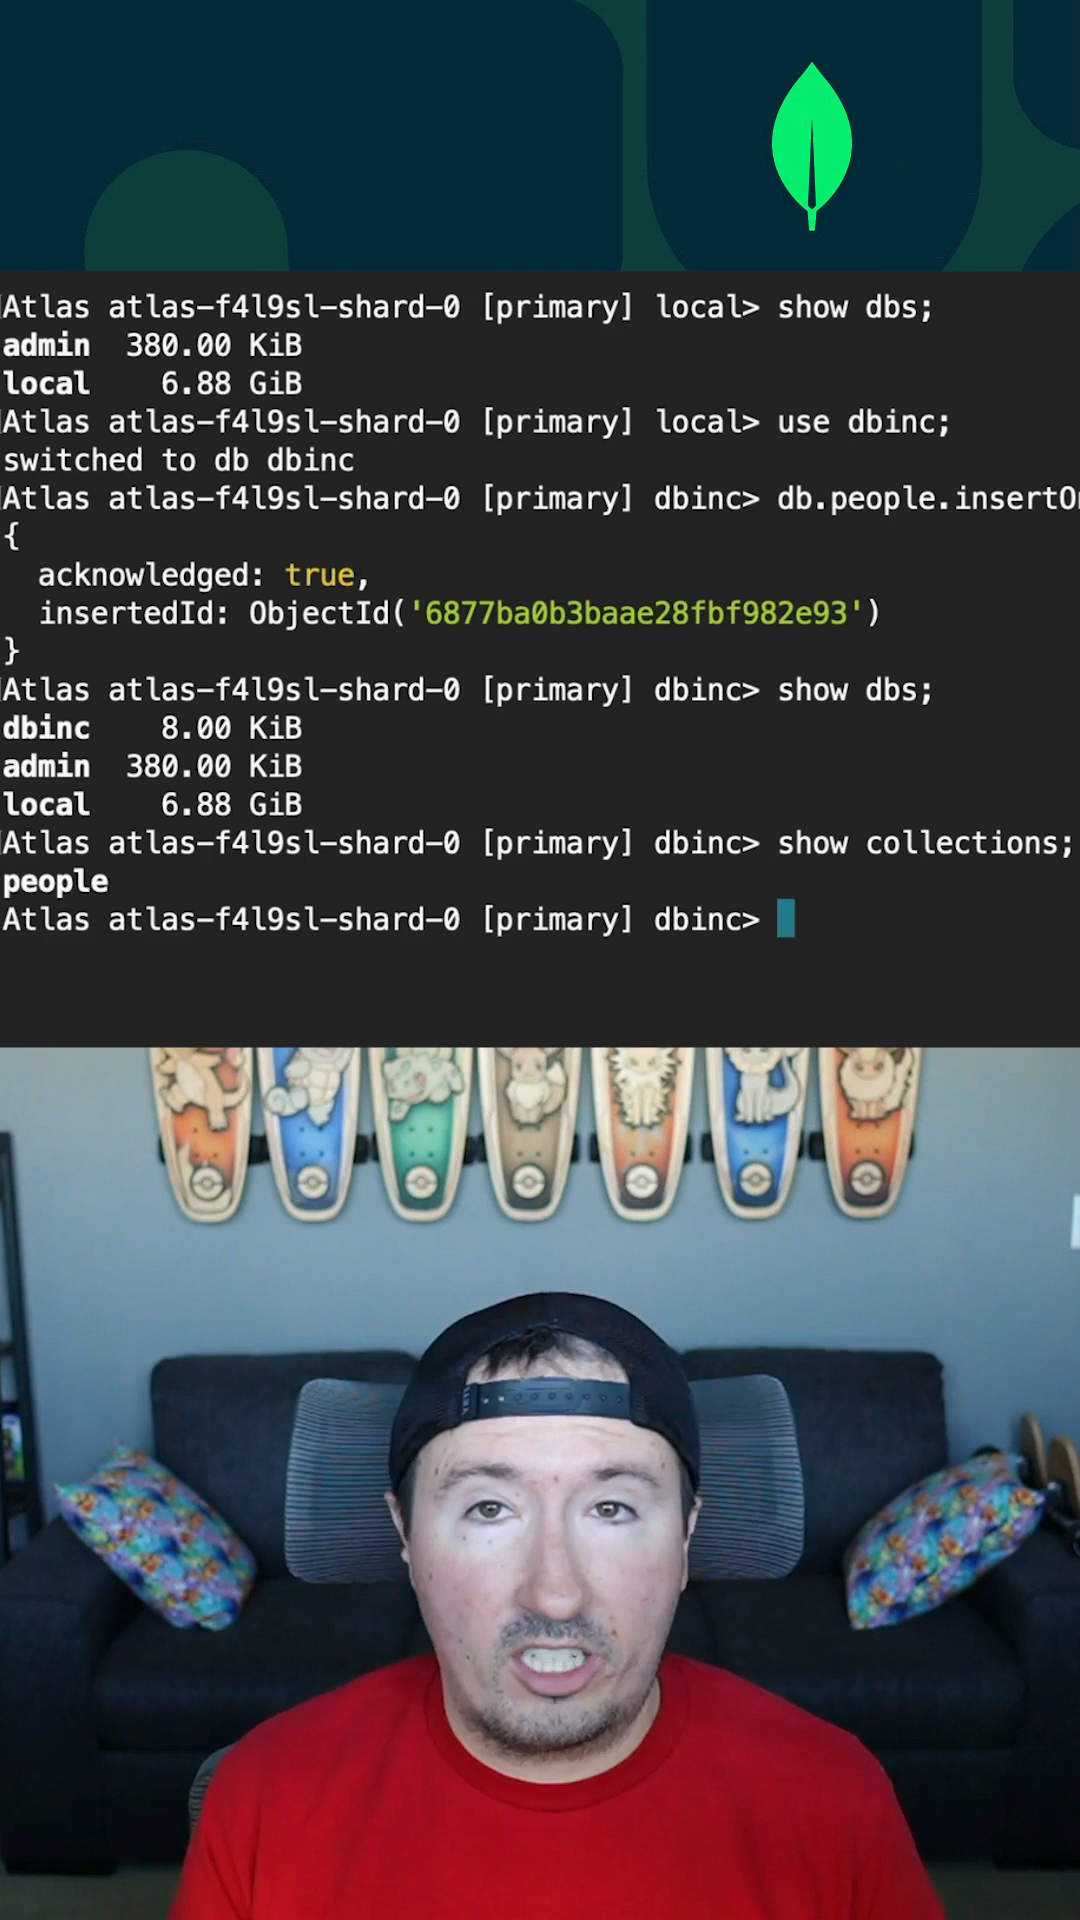 Atlas atlas-f4l9sl-shard-0 [primary] local> show dbs;
admin  380.00 KiB
local    6.88 GiB
Atlas atlas-f4l9sl-shard-0 [primary] local> use dbinc;
switched to db dbinc
Atlas atlas-f4l9sl-shard-0 [primary] dbinc> db.people.insertO
{
  acknowledged: true,
  insertedId: ObjectId('6877ba0b3baae28fbf982e93')
}
Atlas atlas-f4l9sl-shard-0 [primary] dbinc> show dbs;
dbinc    8.00 KiB
admin  380.00 KiB
local    6.88 GiB
Atlas atlas-f4l9sl-shard-0 [primary] dbinc> show collections;
people
Atlas atlas-f4l9sl-shard-0 [primary] dbinc>